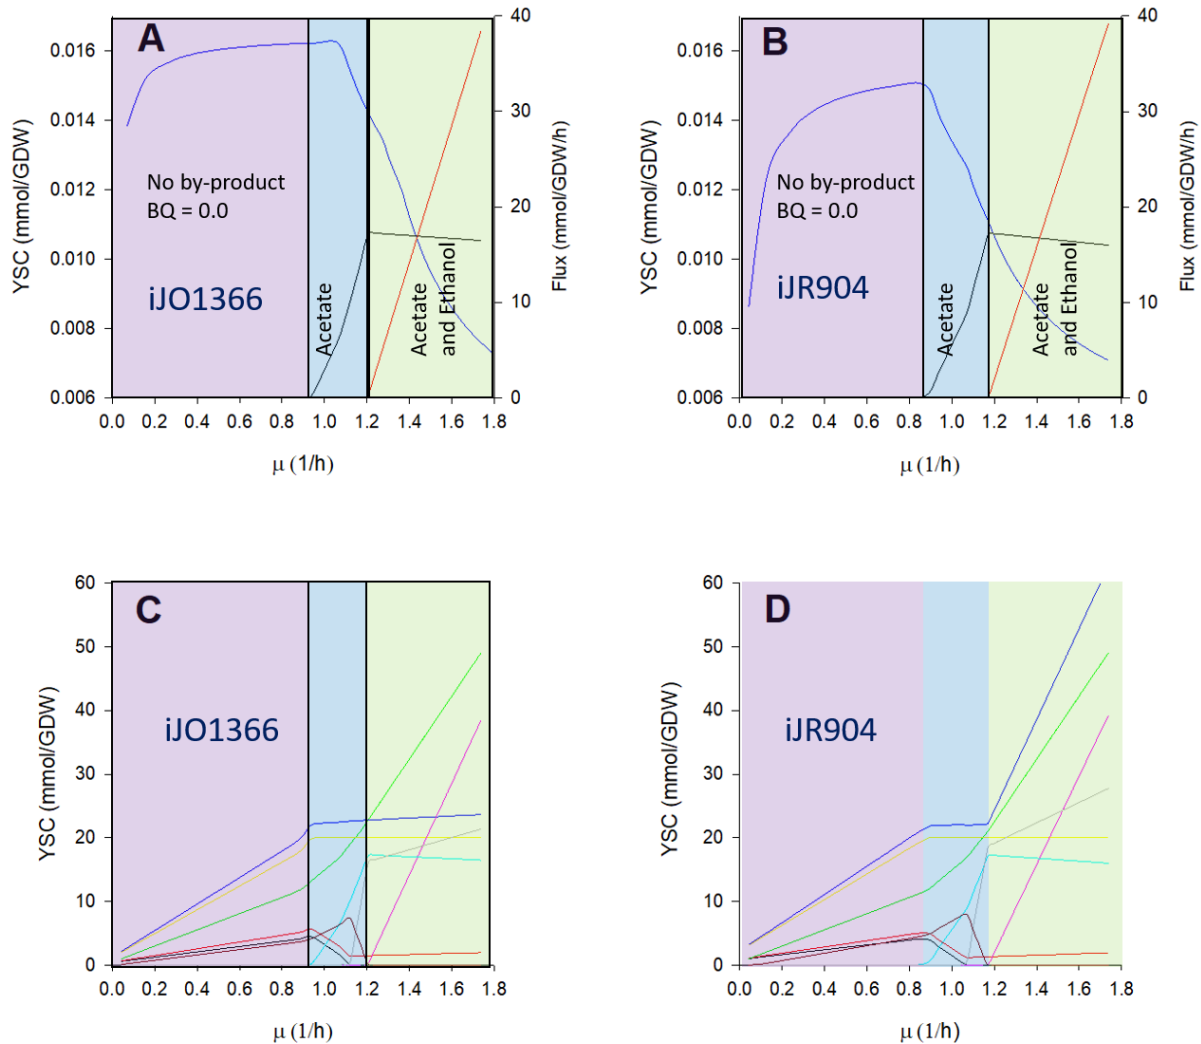 A
YSC (mmol/GDW)
0.016
0.014
0.012
0.010
0.008
0.006
No by-product
BQ = 0.0
iJO1366
Acetate
Acetate
and Ethanol
40
30
20
10
0
Flux (mmol/GDW/h)
0.0 0.2 0.4 0.6 0.8 1.0 1.2 1.4 1.6 1.8
μ (1/h)
B
YSC (mmol/GDW)
0.016
0.014
0.012
0.010
0.008
0.006
No by-product
BQ = 0.0
iJR904
Acetate
Acetate
and Ethanol
40
30
20
10
0
Flux (mmol/GDW/h)
0.0 0.2 0.4 0.6 0.8 1.0 1.2 1.4 1.6 1.8
μ (1/h)
C
YSC (mmol/GDW)
60
50
40
30
20
10
0
iJO1366
0.0 0.2 0.4 0.6 0.8 1.0 1.2 1.4 1.6 1.8
μ (1/h)
D
YSC (mmol/GDW)
60
50
40
30
20
10
0
iJR904
0.0 0.2 0.4 0.6 0.8 1.0 1.2 1.4 1.6 1.8
μ (1/h)